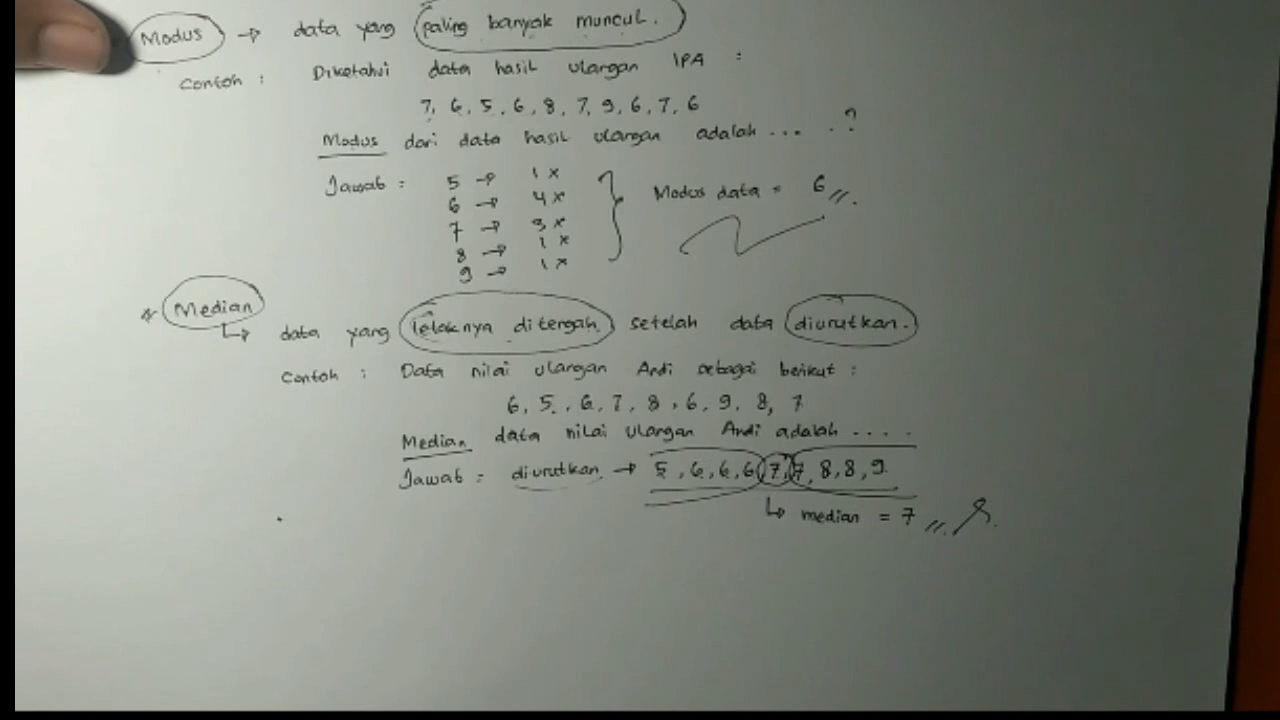 Modus → data yang paling banyak muncul.
Contoh : Diketahui data hasil ulangan IPA :
7, 6, 5, 6, 8, 7, 9, 6, 7, 6
Modus dari data hasil ulangan adalah ... . ?
Jawab : 5 → 1 x
6 → 4 x
7 → 3 x
8 → 1 x
9 → 1 x
Modus data = 6 //.
* Median
↳ data yang letaknya ditengah setelah data diurutkan.
Contoh : Data nilai ulangan Ardi sebagai berikut :
6, 5, 6, 7, 8, 6, 9, 8, 7
Median data nilai ulangan Ardi adalah ....
Jawab = diurutkan → 5, 6, 6, 6, 7, 7, 8, 8, 9
↳ median = 7 //.